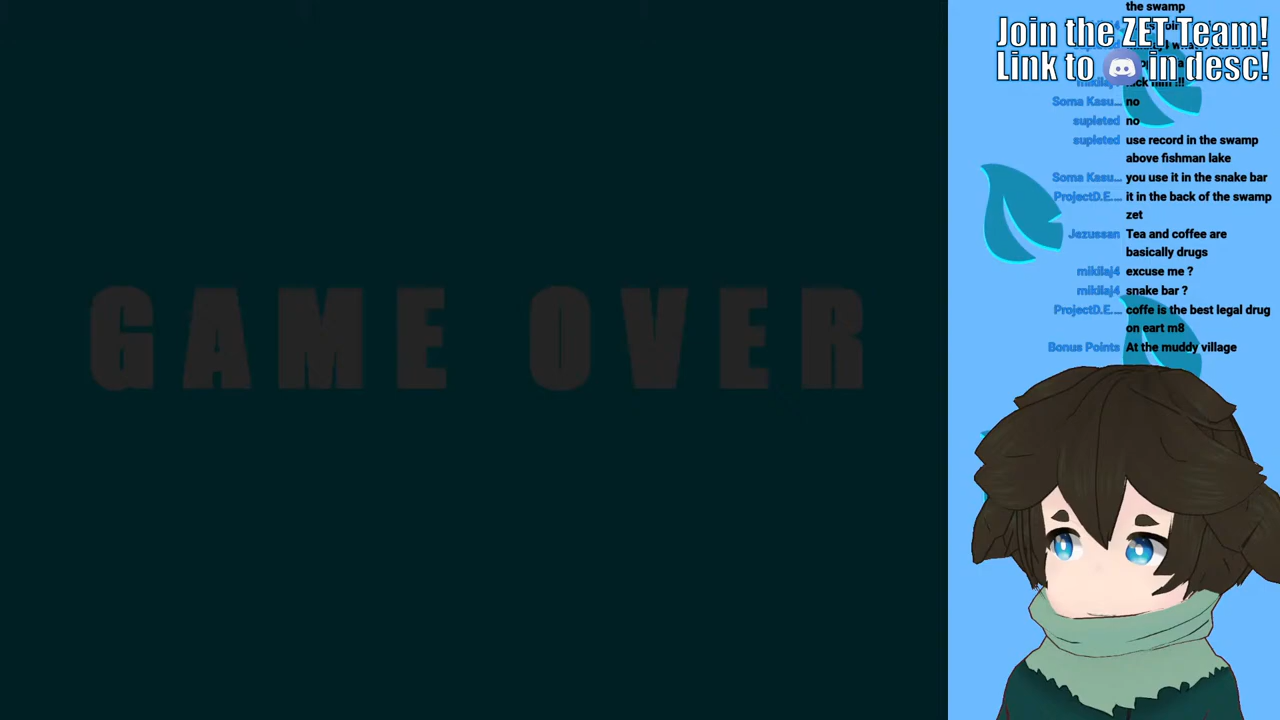 the swamp
Join the ZET Team!
Link to in desc!
Soma Kasu... no
supleted no
supleted use record in the swamp
above fishman lake
Soma Kasu... you use it in the snake bar
ProjectD.E.... it in the back of the swamp
zet
Jezussan Tea and coffee are
basically drugs
mikilaj4 excuse me ?
mikilaj4 snake bar ?
ProjectD.E.... coffe is the best legal drug
on eart m8
Bonus Points At the muddy village
GAME OVER